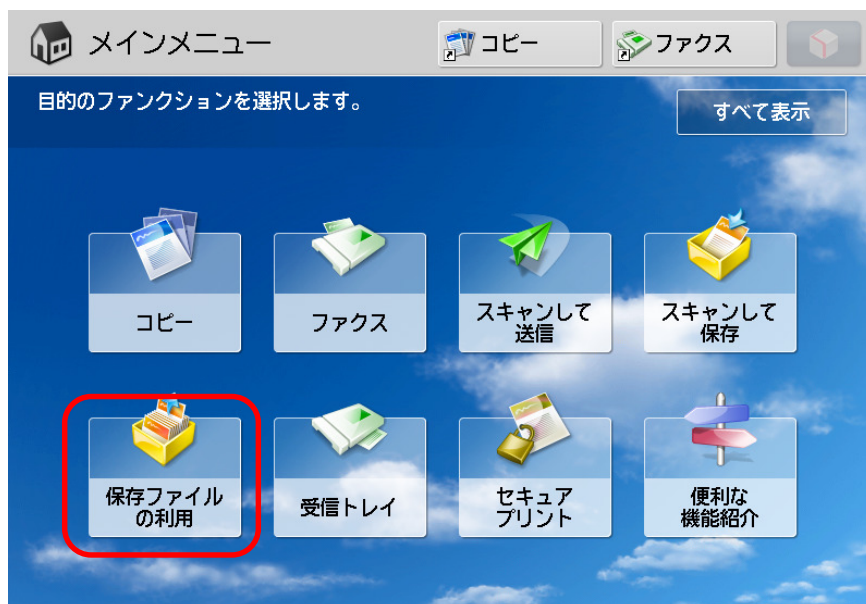 メインメニュー
コピー
ファクス
目的のファンクションを選択します。
すべて表示
コピー
ファクス
スキャンして
送信
スキャンして
保存
保存ファイル
の利用
受信トレイ
セキュア
プリント
便利な
機能紹介